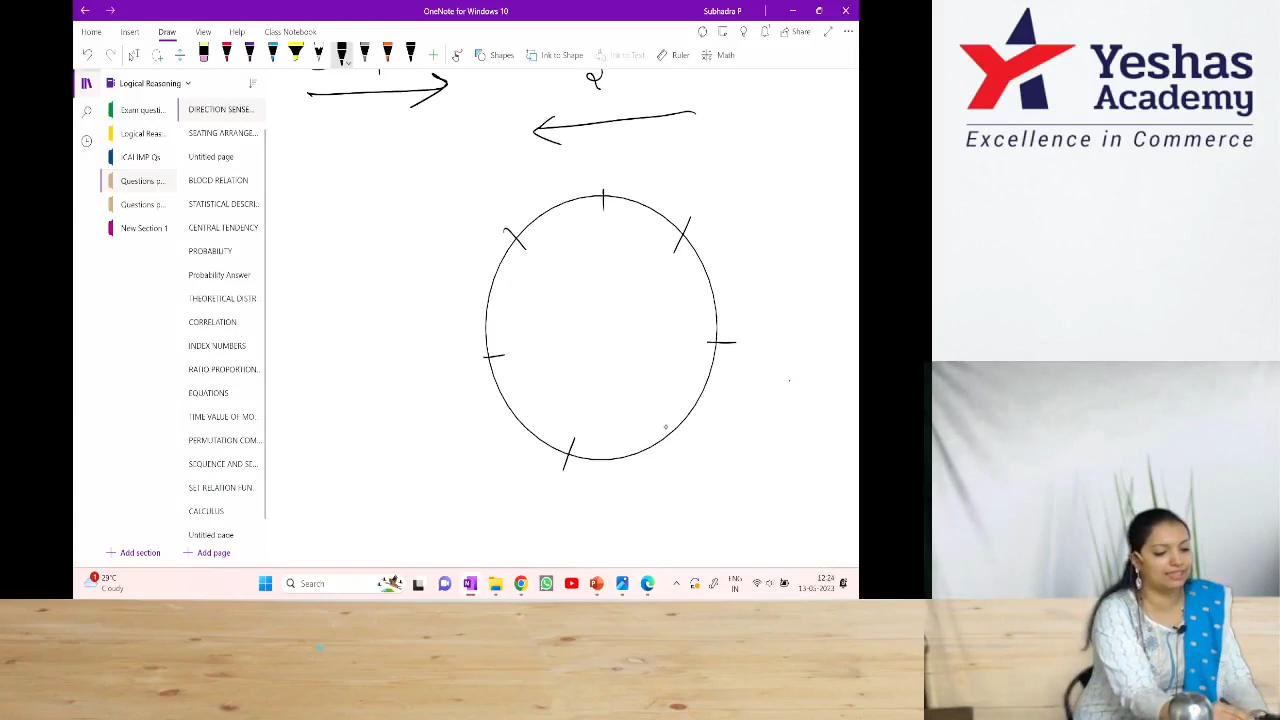 OneNote for Windows 10
Subhadra P
Home Insert Draw View Help Class Notebook
Share
Shapes Ink to Shape Ink to Text Ruler Math
Logical Reasoning
Exam questi...
Logical Reas...
ICAI IMP Qs
Questions p...
Questions p...
New Section 1
DIRECTION SENSE...
SEATING ARRANGE...
Untitled page
BLOOD RELATION
STATISTICAL DESCRI...
CENTRAL TENDENCY
PROBABILITY
Probability Answer
THEORETICAL DISTR
CORRELATION
INDEX NUMBERS
RATIO PROPORTION...
EQUATIONS
TIME VALUE OF MO...
PERMUTATION COM...
SEQUENCE AND SE...
SET RELATION FUN...
CALCULUS
Untitled page
Add section
Add page
1
29°C
Cloudy
Search
ENG
IN
12:24
13-05-2023
Yeshas
Academy
Excellence in Commerce